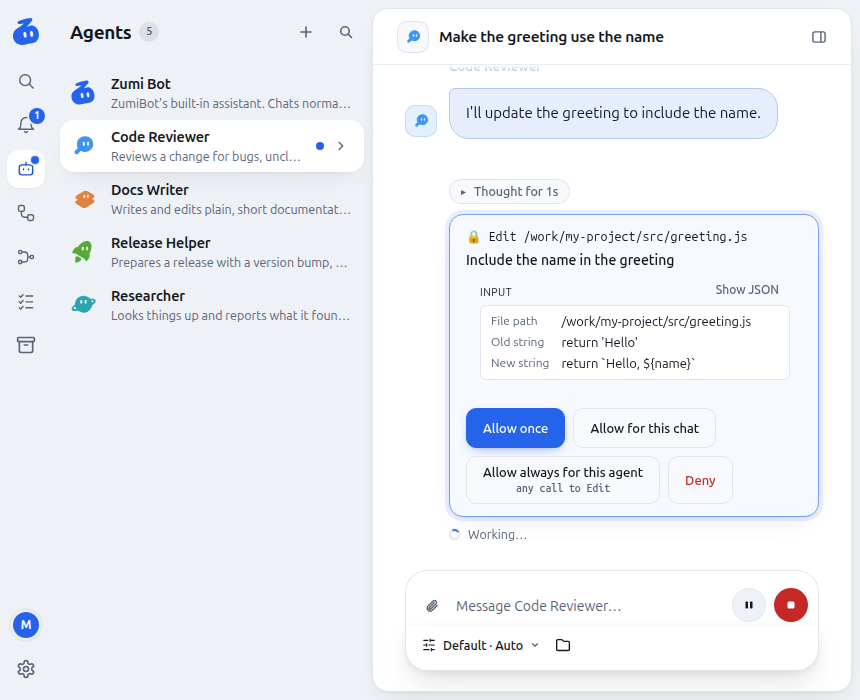 Agents 5
Zumi Bot
ZumiBot's built-in assistant. Chats norma…
1
Code Reviewer
Reviews a change for bugs, uncl…
Docs Writer
Writes and edits plain, short documentat…
Release Helper
Prepares a release with a version bump, …
Researcher
Looks things up and reports what it foun…
M
Make the greeting use the name
Code Reviewer
I'll update the greeting to include the name.
Thought for 1s
Edit /work/my-project/src/greeting.js
Include the name in the greeting
INPUT
Show JSON
File path /work/my-project/src/greeting.js
Old string return 'Hello'
New string return `Hello, ${name}`
Allow once
Allow for this chat
Allow always for this agent
any call to Edit
Deny
Working…
Message Code Reviewer…
Default · Auto